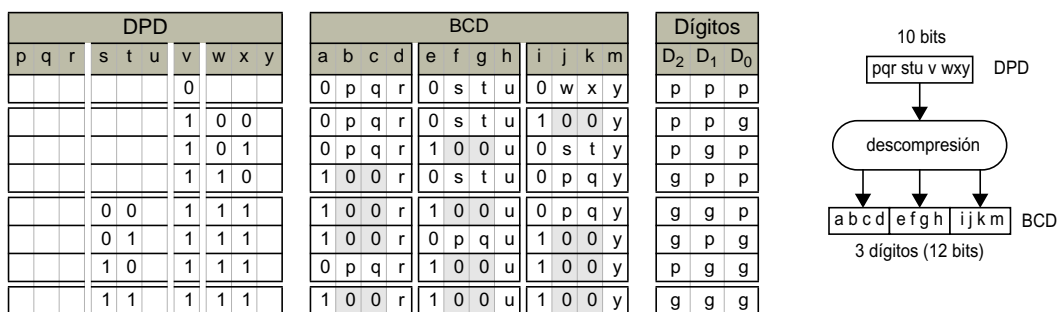 DPD BCD Dígitos
p q r s t u v w x y a b c d e f g h i j k m D2 D1 D0
0 0 p q r 0 s t u 0 w x y p p p
1 0 0 0 p q r 0 s t u 1 0 0 y p p g
1 0 1 0 p q r 1 0 0 u 0 s t y p g p
1 1 0 1 0 0 r 0 s t u 0 p q y g p p
0 0 1 1 1 1 0 0 r 1 0 0 u 0 p q y g g p
0 1 1 1 1 1 0 0 r 0 p q u 1 0 0 y g p g
1 0 1 1 1 0 p q r 1 0 0 u 1 0 0 y p g g
1 1 1 1 1 1 0 0 r 1 0 0 u 1 0 0 y g g g
10 bits
pqr stu v wxy DPD
descompresión
a b c d e f g h i j k m BCD
3 dígitos (12 bits)